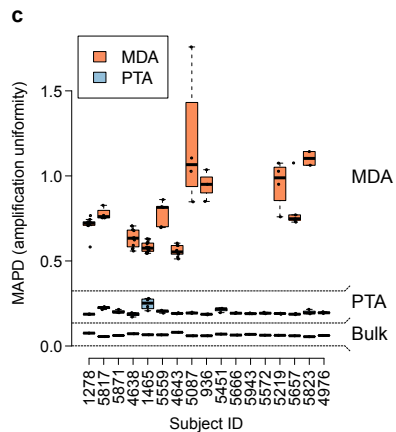 c
MDA
PTA
MAPD (amplification uniformity)
1.5
1.0
0.5
0.0
MDA
PTA
Bulk
1278
5817
5871
4638
1465
5559
4643
5087
936
5451
5666
5943
5572
5219
5657
5823
4976
Subject ID